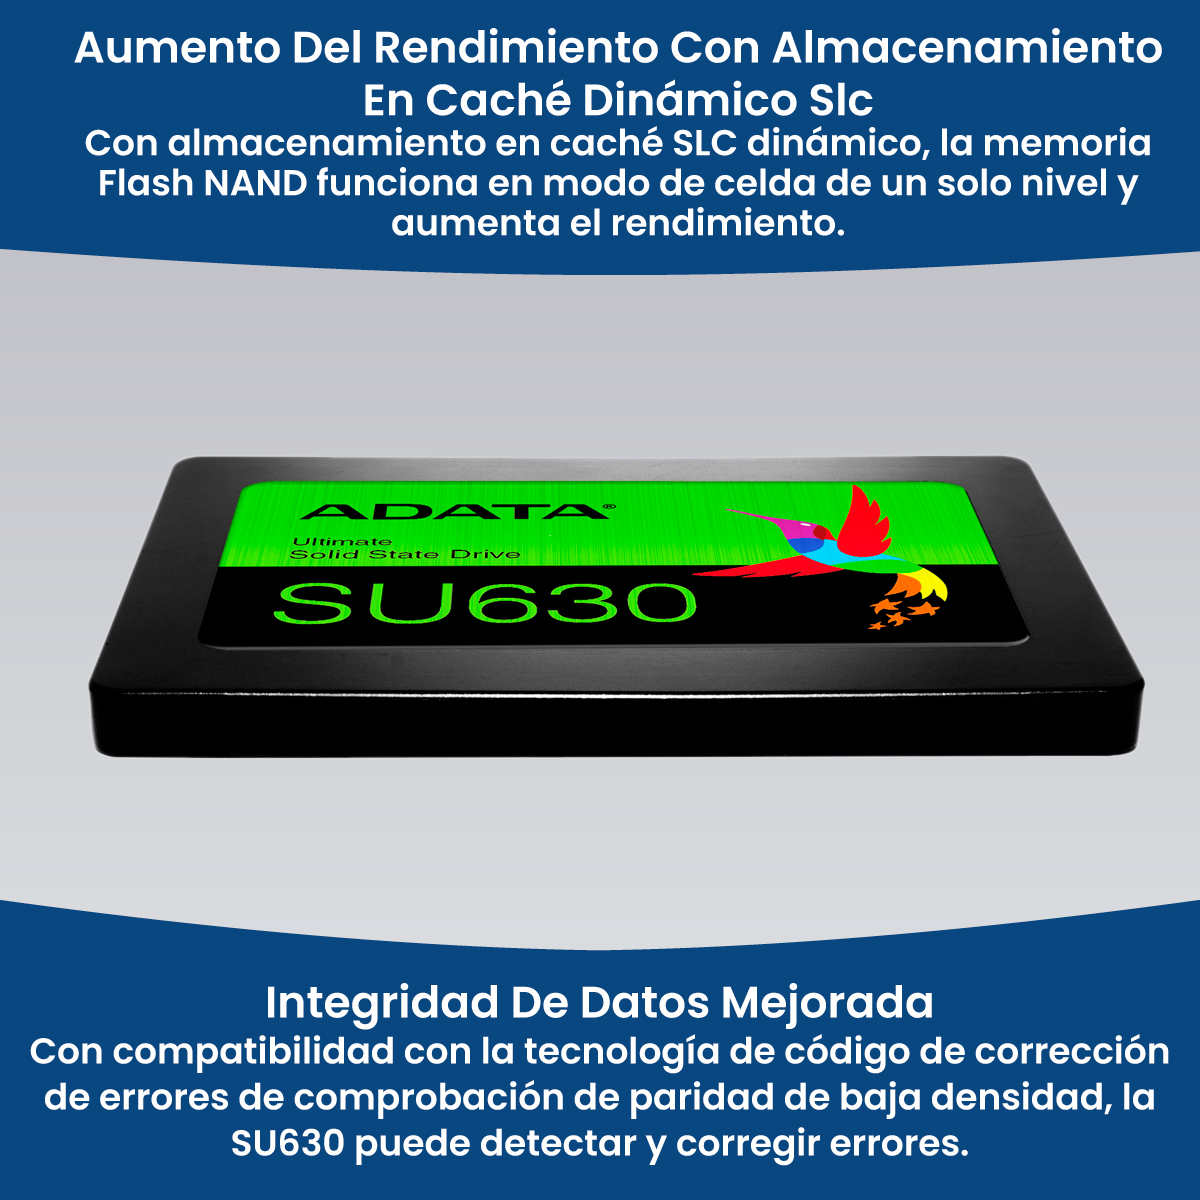 Aumento Del Rendimiento Con Almacenamiento
En Caché Dinámico Slc
Con almacenamiento en caché SLC dinámico, la memoria
Flash NAND funciona en modo de celda de un solo nivel y
aumenta el rendimiento.
ADATA®
Ultimate
Solid State Drive
SU630
Integridad De Datos Mejorada
Con compatibilidad con la tecnología de código de corrección
de errores de comprobación de paridad de baja densidad, la
SU630 puede detectar y corregir errores.